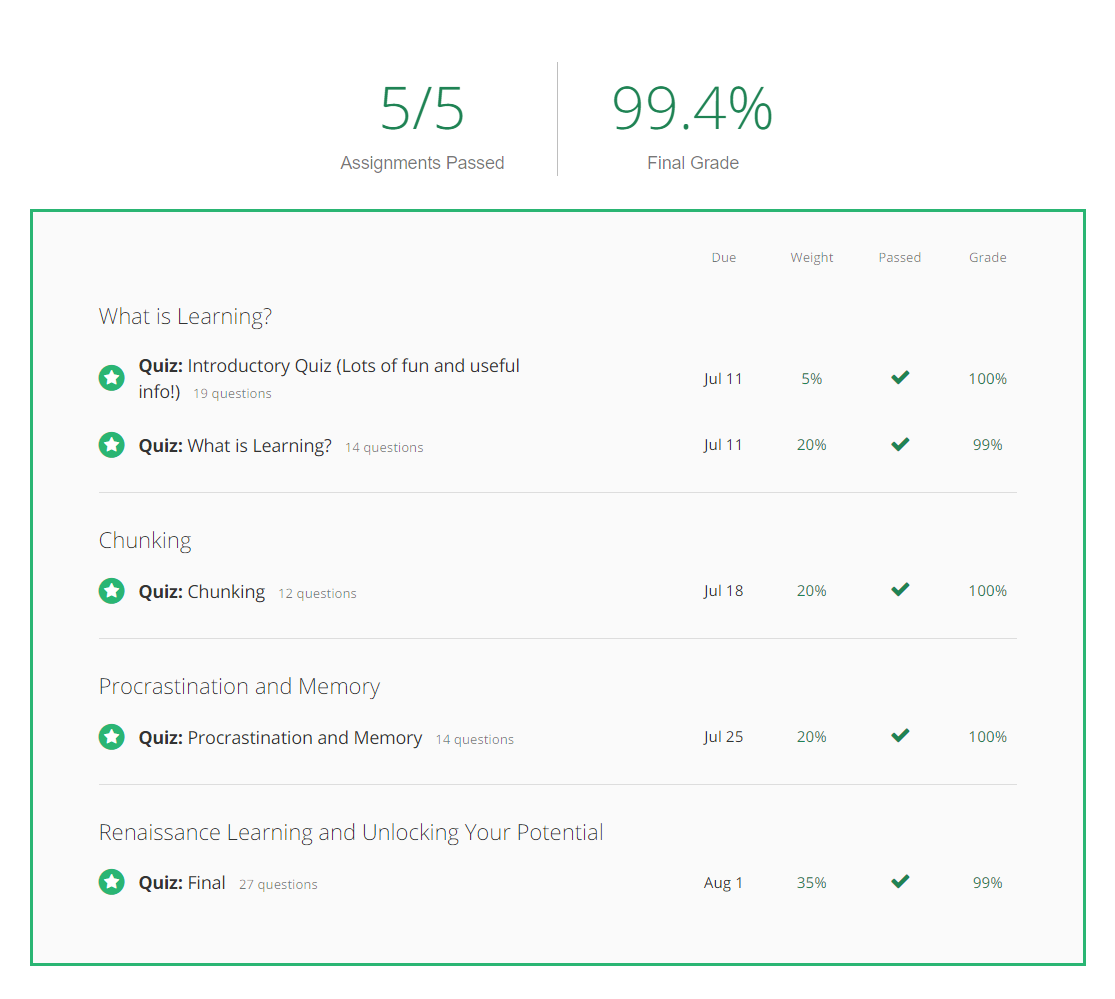 5/5
99.4%
Assignments Passed
Final Grade
Due Weight Passed Grade
What is Learning?
Quiz: Introductory Quiz (Lots of fun and useful
info!) 19 questions
Jul 11 5% 100%
Quiz: What is Learning? 14 questions Jul 11 20% 99%
Chunking
Quiz: Chunking 12 questions Jul 18 20% 100%
Procrastination and Memory
Quiz: Procrastination and Memory 14 questions Jul 25 20% 100%
Renaissance Learning and Unlocking Your Potential
Quiz: Final 27 questions Aug 1 35% 99%